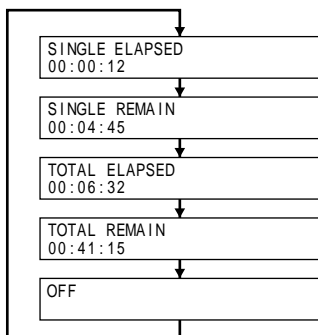 SINGLE ELAPSED
00:00:12
SINGLE REMAIN
00:04:45
TOTAL ELAPSED
00:06:32
TOTAL REMAIN
00:41:15
OFF